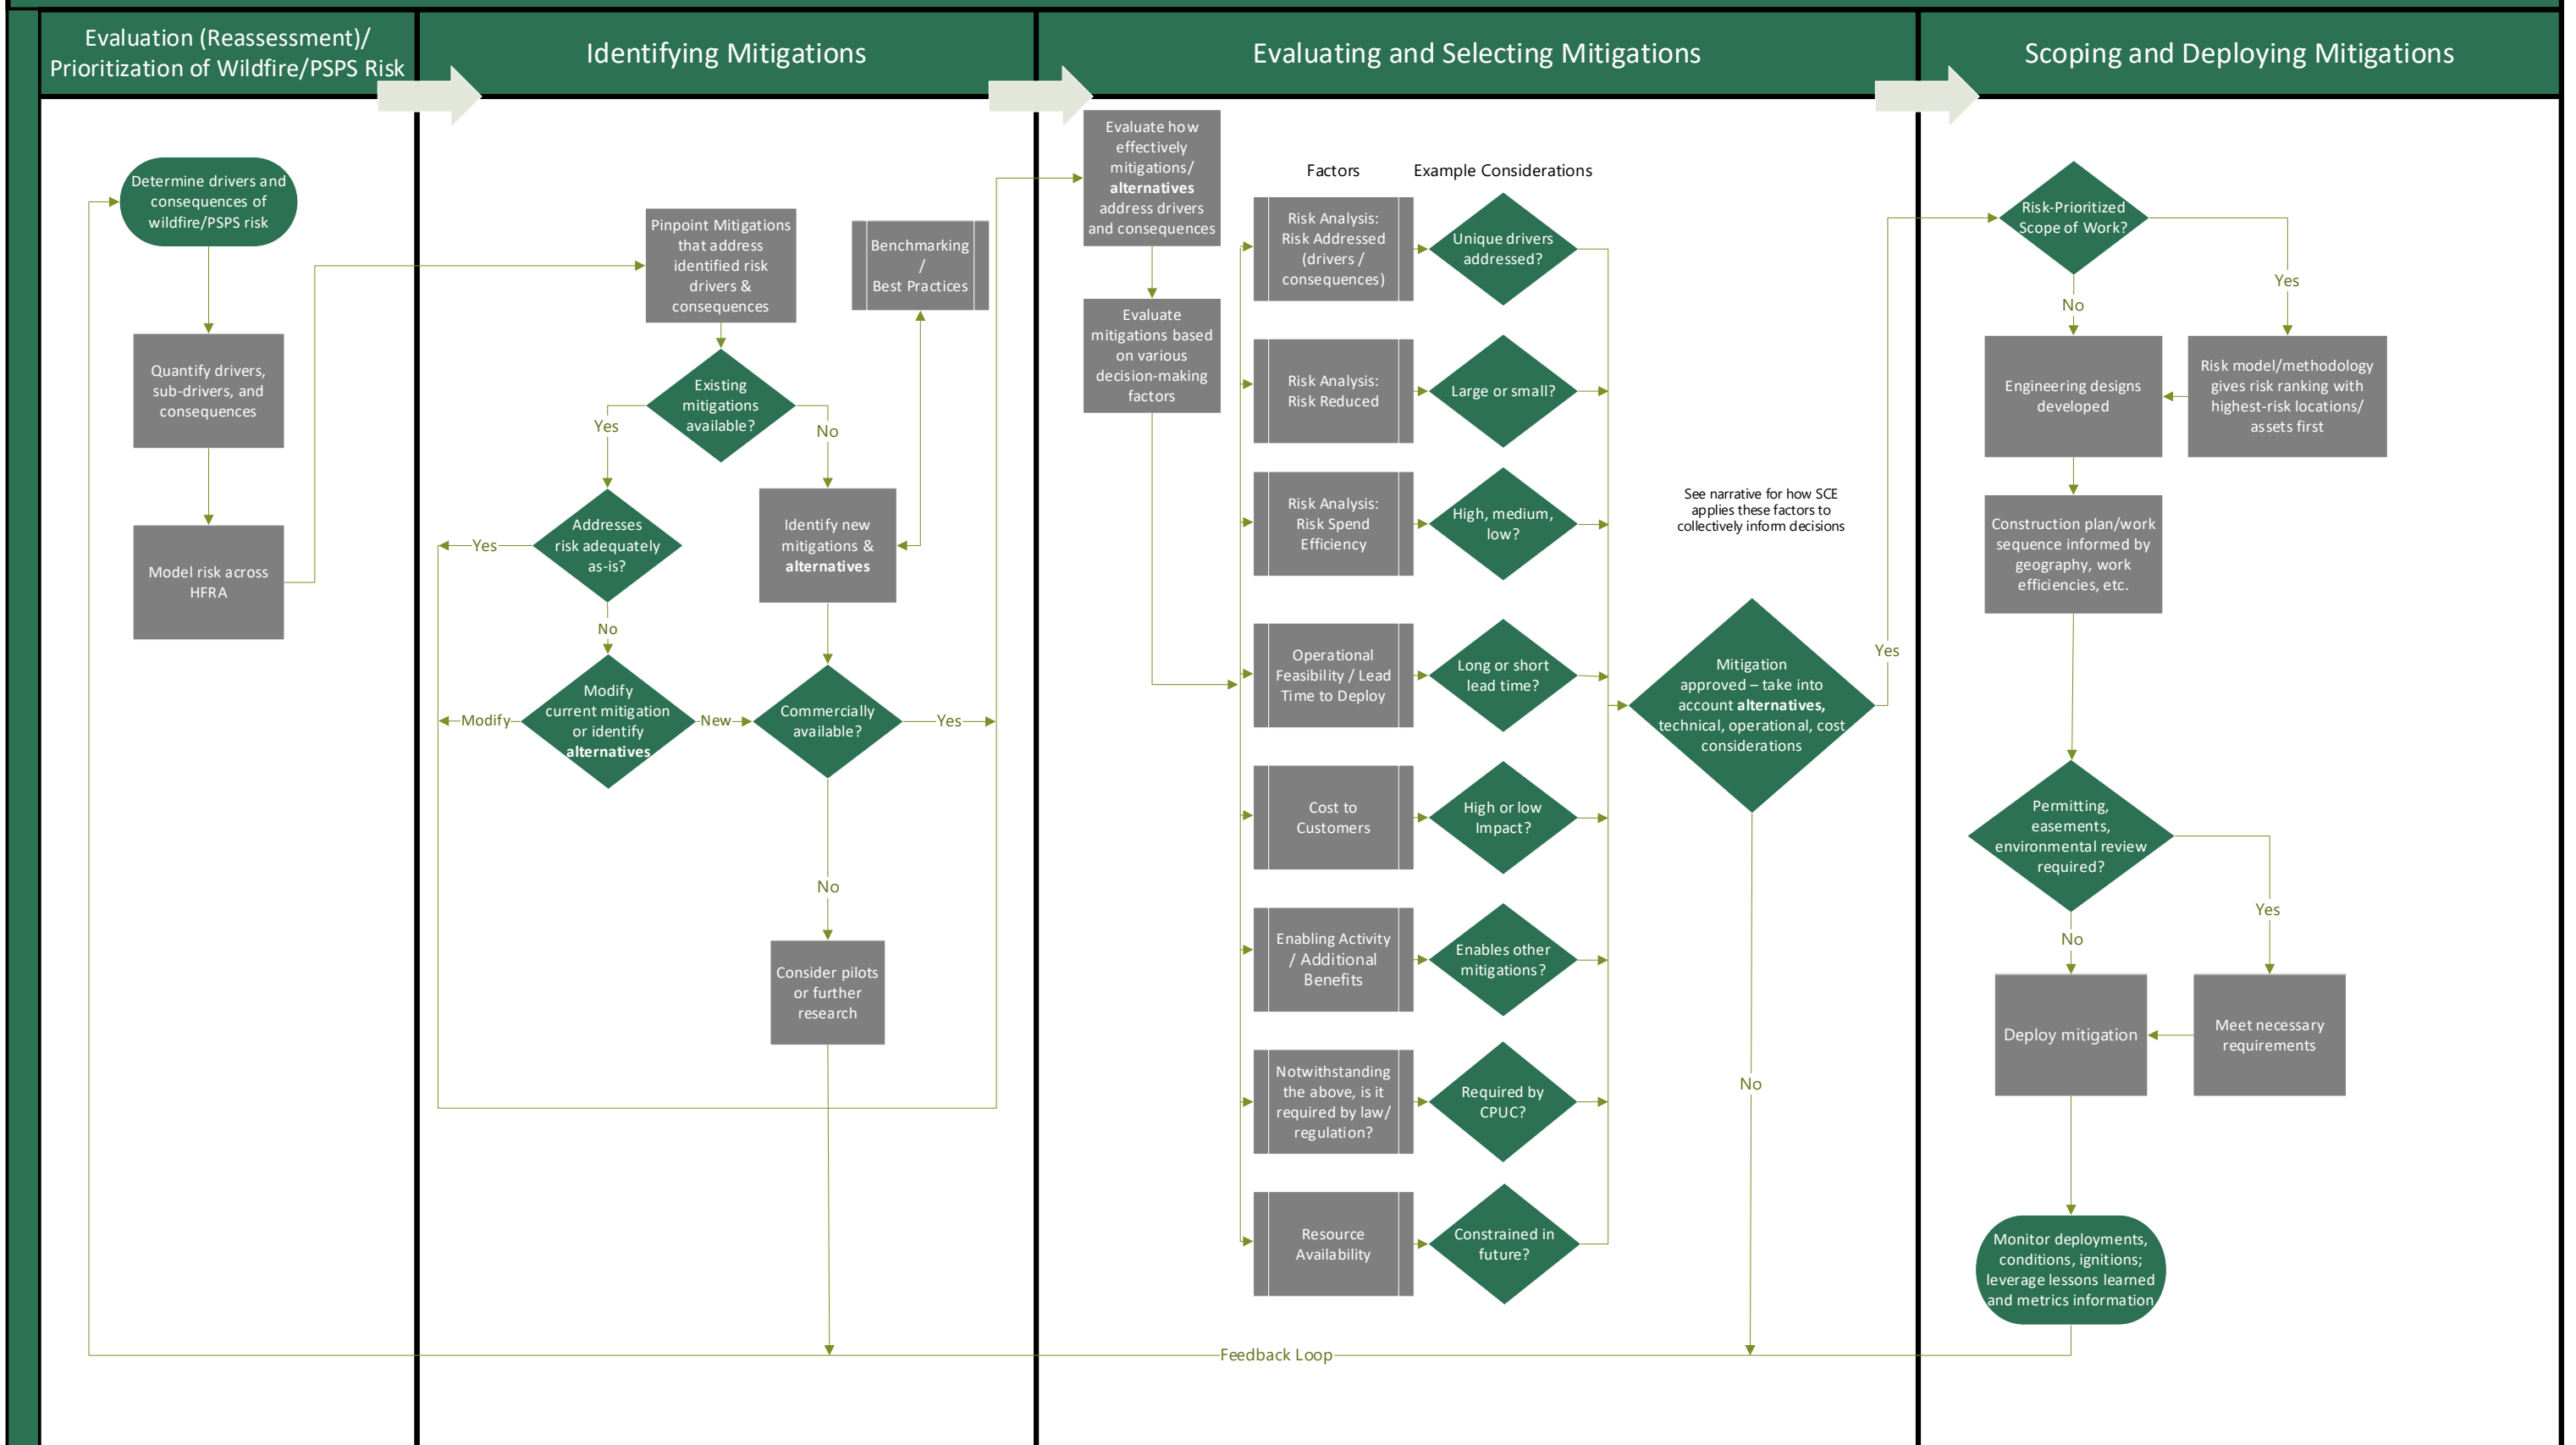 Evaluation (Reassessment)/
Prioritization of Wildfire/PSPS Risk
Identifying Mitigations
Evaluating and Selecting Mitigations
Scoping and Deploying Mitigations
Determine drivers and
consequences of
wildfire/PSPS risk
Quantify drivers,
sub-drivers, and
consequences
Model risk across
HFRA
Pinpoint Mitigations
that address
identified risk
drivers &
consequences
Benchmarking
/
Best Practices
Existing
mitigations
available?
Yes
No
Addresses
risk adequately
as-is?
Yes
No
Identify new
mitigations &
alternatives
Modify
current mitigation
or identify
alternatives
Modify
New
Commercially
available?
Yes
No
Consider pilots
or further
research
Evaluate how
effectively
mitigations/
alternatives
address drivers
and consequences
Evaluate
mitigations based
on various
decision-making
factors
Factors
Example Considerations
Risk Analysis:
Risk Addressed
(drivers /
consequences)
Unique drivers
addressed?
Risk Analysis:
Risk Reduced
Large or small?
Risk Analysis:
Risk Spend
Efficiency
High, medium,
low?
Operational
Feasibility / Lead
Time to Deploy
Long or short
lead time?
Cost to
Customers
High or low
Impact?
Enabling Activity
/ Additional
Benefits
Enables other
mitigations?
Notwithstanding
the above, is it
required by law/
regulation?
Required by
CPUC?
Resource
Availability
Constrained in
future?
See narrative for how SCE
applies these factors to
collectively inform decisions
Mitigation
approved – take into
account alternatives,
technical, operational, cost
considerations
Yes
No
Risk-Prioritized
Scope of Work?
Yes
No
Engineering designs
developed
Risk model/methodology
gives risk ranking with
highest-risk locations/
assets first
Construction plan/work
sequence informed by
geography, work
efficiencies, etc.
Permitting,
easements,
environmental review
required?
Yes
No
Deploy mitigation
Meet necessary
requirements
Monitor deployments,
conditions, ignitions;
leverage lessons learned
and metrics information
Feedback Loop